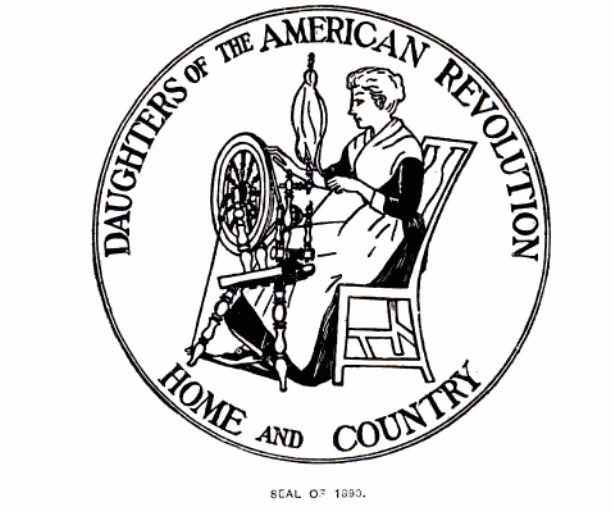 DAUGHTERS OF THE AMERICAN REVOLUTION
HOME AND COUNTRY
SEAL OF 1890.